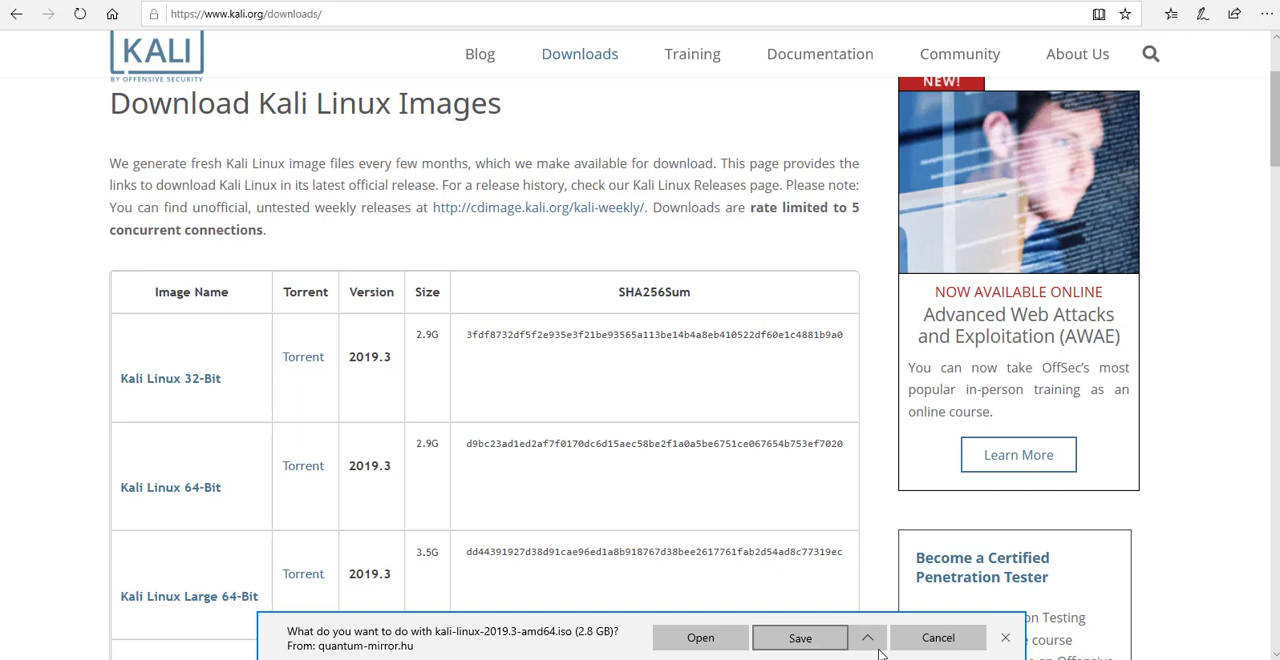 https://www.kali.org/downloads/
KALI
BY OFFENSIVE SECURITY
Blog
Downloads
Training
Documentation
Community
About Us
Download Kali Linux Images
We generate fresh Kali Linux image files every few months, which we make available for download. This page provides the
links to download Kali Linux in its latest official release. For a release history, check our Kali Linux Releases page. Please note:
You can find unofficial, untested weekly releases at http://cdimage.kali.org/kali-weekly/. Downloads are rate limited to 5
concurrent connections.
Image Name Torrent Version Size SHA256Sum
Kali Linux 32-Bit Torrent 2019.3 2.9G 3fdf8732df5f2e935e3f21be93565a113be14b4a8eb410522df60e1c4881b9a0
Kali Linux 64-Bit Torrent 2019.3 2.9G d9bc23ad1ed2af7f0170dc6d15aec58be2f1a0a5be6751ce067654b753ef7020
Kali Linux Large 64-Bit Torrent 2019.3 3.5G dd44391927d38d91cae96ed1a8b918767d38bee2617761fab2d54ad8c77319ec
NEW!
NOW AVAILABLE ONLINE
Advanced Web Attacks
and Exploitation (AWAE)
You can now take OffSec's most
popular in-person training as an
online course.
Learn More
Become a Certified
Penetration Tester
on Testing
course
What do you want to do with kali-linux-2019.3-amd64.iso (2.8 GB)?
From: quantum-mirror.hu
Open
Save
Cancel